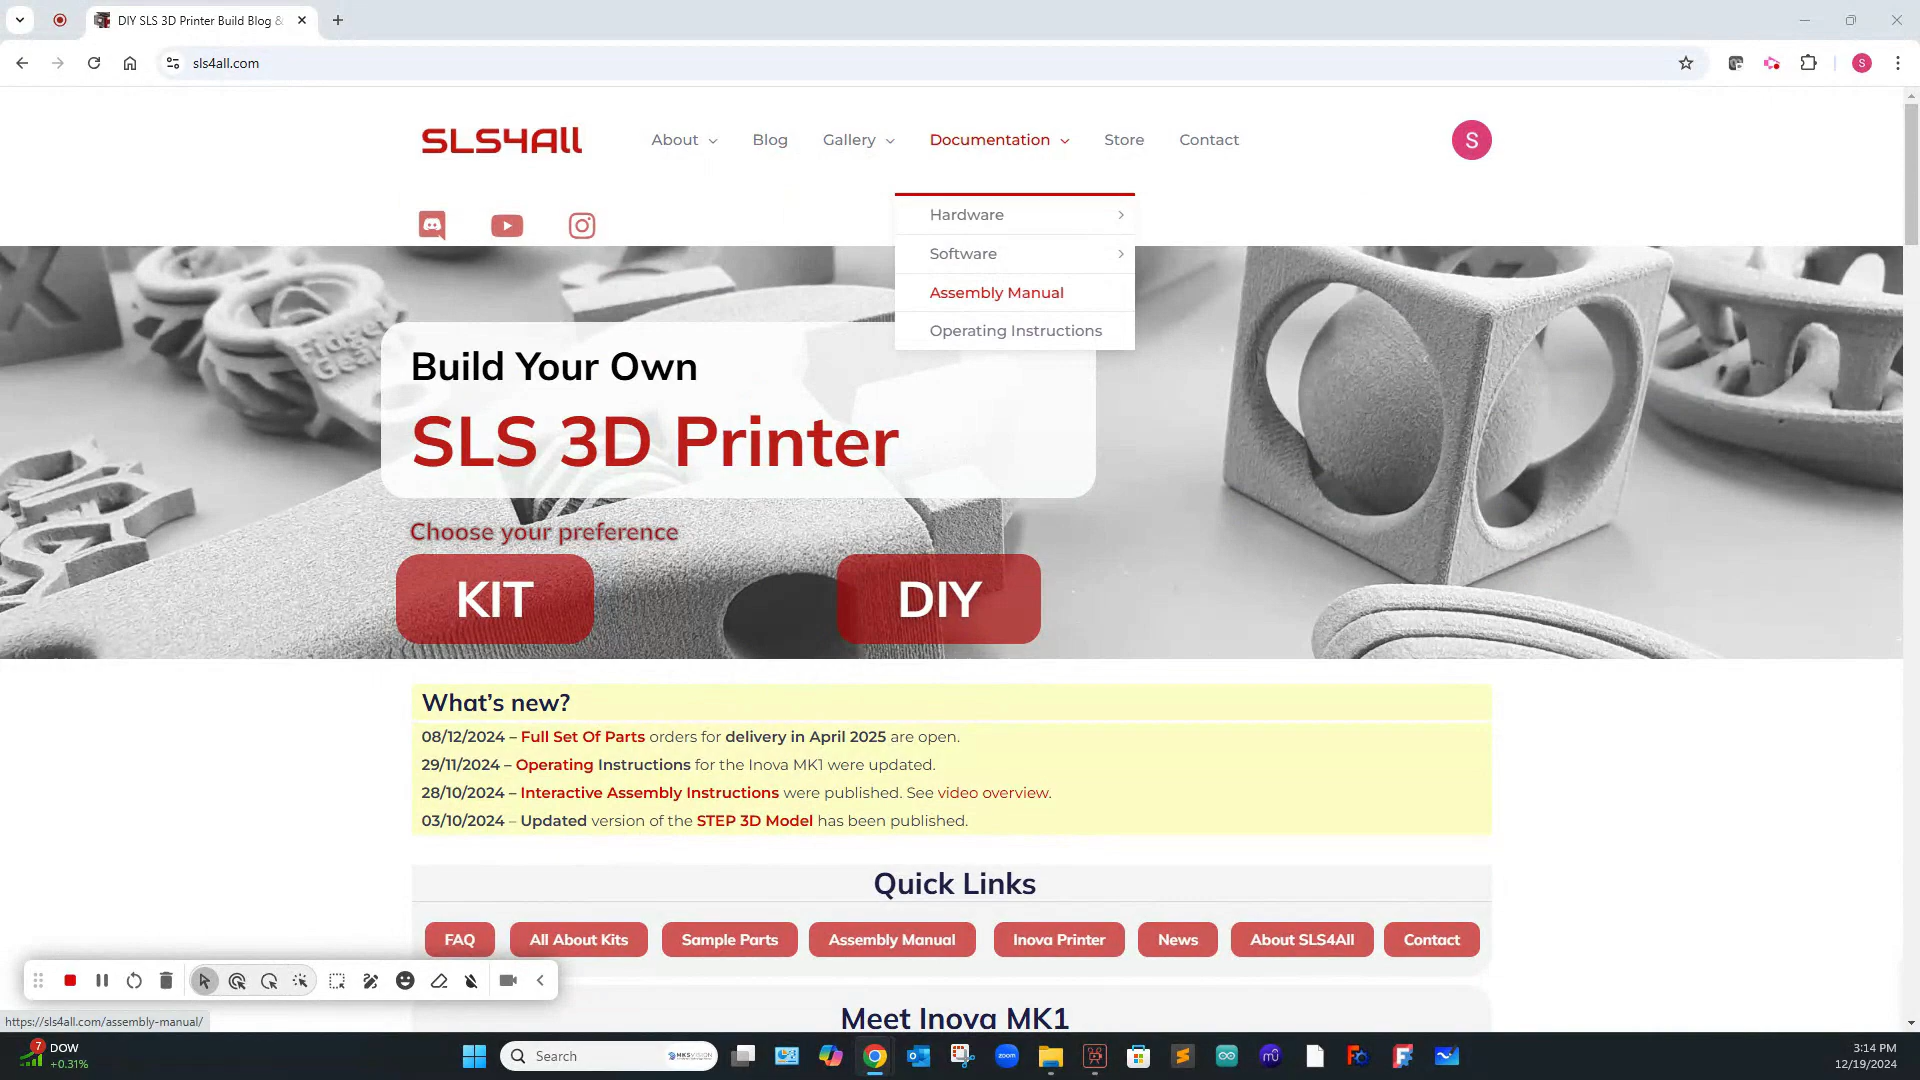 DIY SLS 3D Printer Build Blog &
sls4all.com
S
SLS4All
About
Blog
Gallery
Documentation
Store
Contact
S
Hardware
Software
Assembly Manual
Operating Instructions
Build Your Own
SLS 3D Printer
Choose your preference
KIT
DIY
What's new?
08/12/2024 – Full Set Of Parts orders for delivery in April 2025 are open.
29/11/2024 – Operating Instructions for the Inova MK1 were updated.
28/10/2024 – Interactive Assembly Instructions were published. See video overview.
03/10/2024 – Updated version of the STEP 3D Model has been published.
Quick Links
FAQ
All About Kits
Sample Parts
Assembly Manual
Inova Printer
News
About SLS4All
Contact
Meet Inova MK1
https://sls4all.com/assembly-manual/
7
DOW
+0.31%
Search
MKSVISION
zoom
3:14 PM
12/19/2024